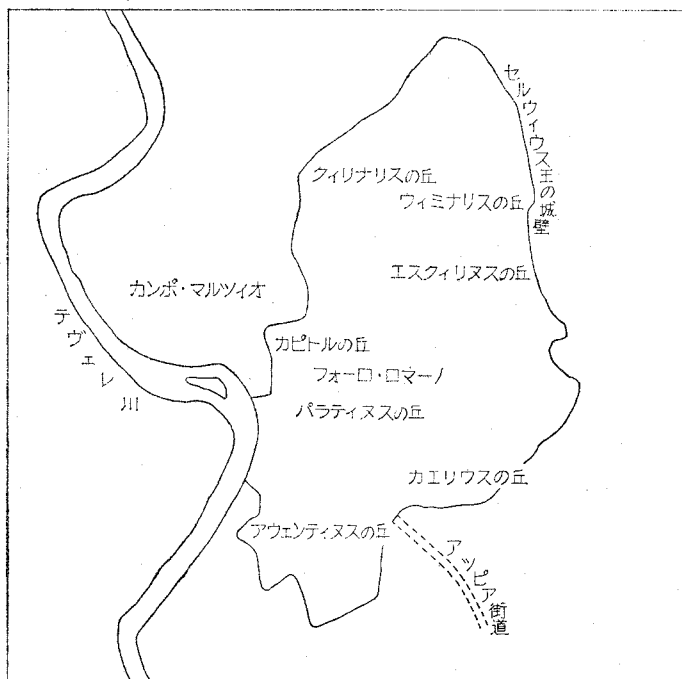 セルウィウス王の城壁
クィリナリスの丘
ウィミナリスの丘
エスクィリヌスの丘
カンポ・マルツィオ
テヴェレ川
カピトルの丘
フォーロ・ロマーノ
パラティヌスの丘
カエリウスの丘
アウェンティヌスの丘
アッピア街道